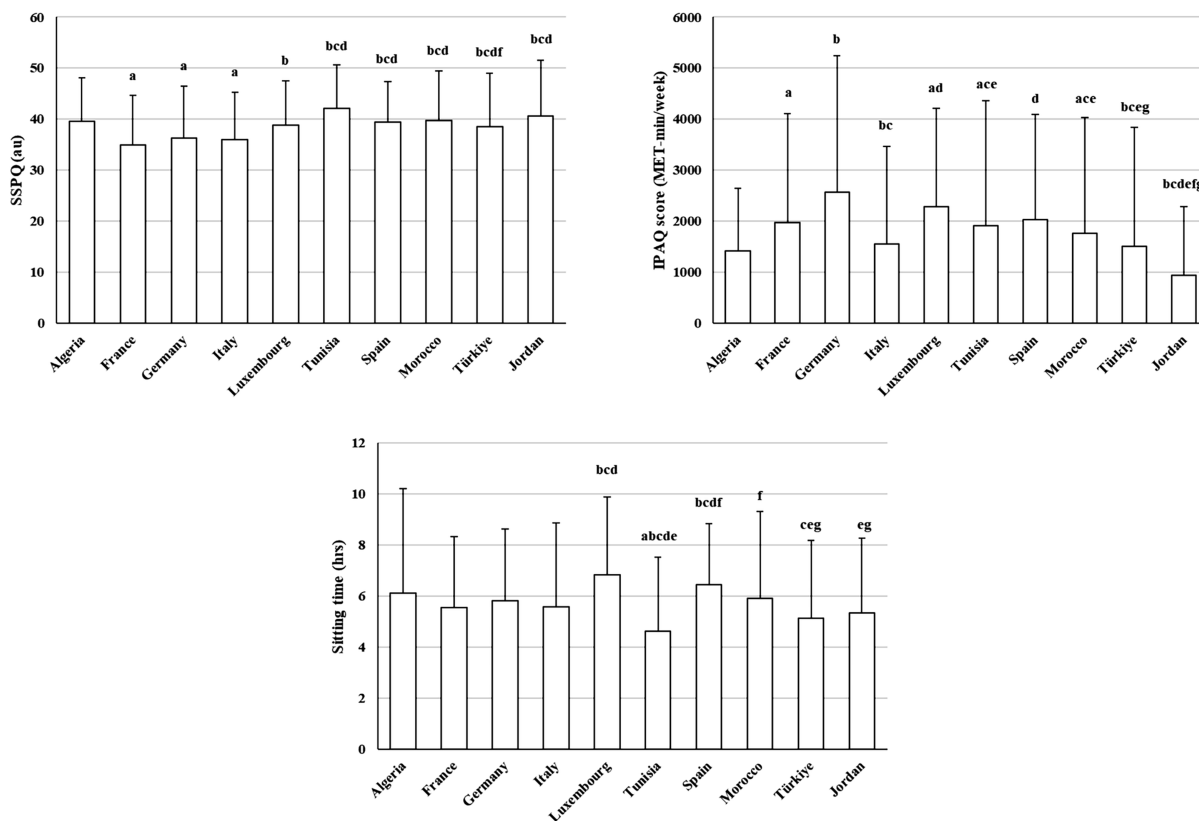 60
50
40
30
20
10
0
SSPQ (au)
a
a
a
b
bcd
bcd
bcd
bcdf
bcd
Algeria
France
Germany
Italy
Luxembourg
Tunisia
Spain
Morocco
Türkiye
Jordan
6000
5000
4000
3000
2000
1000
0
IPAQ score (MET-min/week)
a
b
bc
ad
ace
d
ace
bceg
bcdefg
Algeria
France
Germany
Italy
Luxembourg
Tunisia
Spain
Morocco
Türkiye
Jordan
12
10
8
6
4
2
0
Sitting time (hrs)
bcd
abcde
bcdf
f
ceg
eg
Algeria
France
Germany
Italy
Luxembourg
Tunisia
Spain
Morocco
Türkiye
Jordan